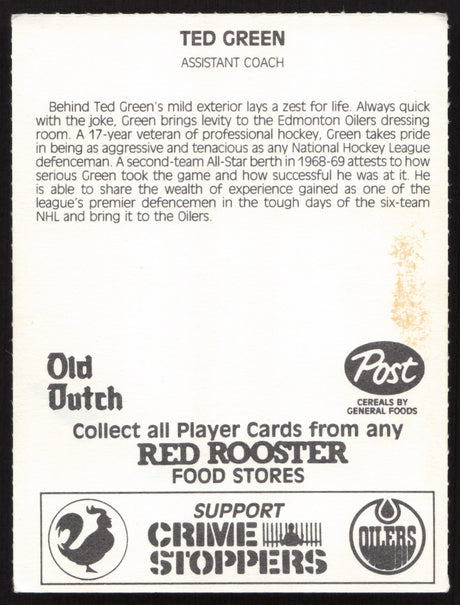 TED GREEN
ASSISTANT COACH
Behind Ted Green's mild exterior lays a zest for life. Always quick
with the joke, Green brings levity to the Edmonton Oilers dressing
room. A 17-year veteran of professional hockey, Green takes pride
in being as aggressive and tenacious as any National Hockey League
defenceman. A second-team All-Star berth in 1968-69 attests to how
serious Green took the game and how successful he was at it. He
is able to share the wealth of experience gained as one of the
league's premier defencemen in the tough days of the six-team
NHL and bring it to the Oilers.
Old
Dutch
Post
CEREALS BY
GENERAL FOODS
Collect all Player Cards from any
RED ROOSTER
FOOD STORES
SUPPORT
CRIME
STOPPERS
OILERS